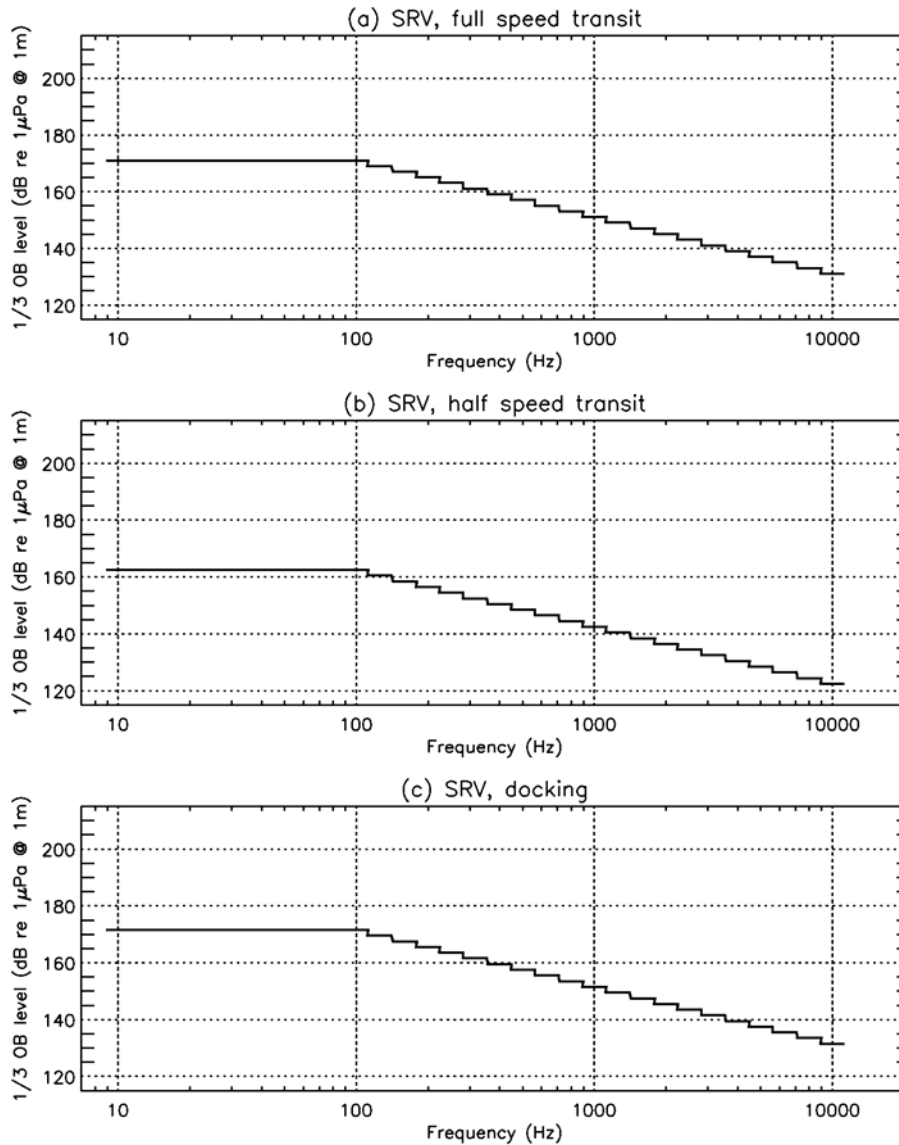 (a) SRV, full speed transit
1/3 OB level (dB re 1μPa @ 1m)
200
180
160
140
120
10 100 1000 10000
Frequency (Hz)
(b) SRV, half speed transit
1/3 OB level (dB re 1μPa @ 1m)
200
180
160
140
120
10 100 1000 10000
Frequency (Hz)
(c) SRV, docking
1/3 OB level (dB re 1μPa @ 1m)
200
180
160
140
120
10 100 1000 10000
Frequency (Hz)